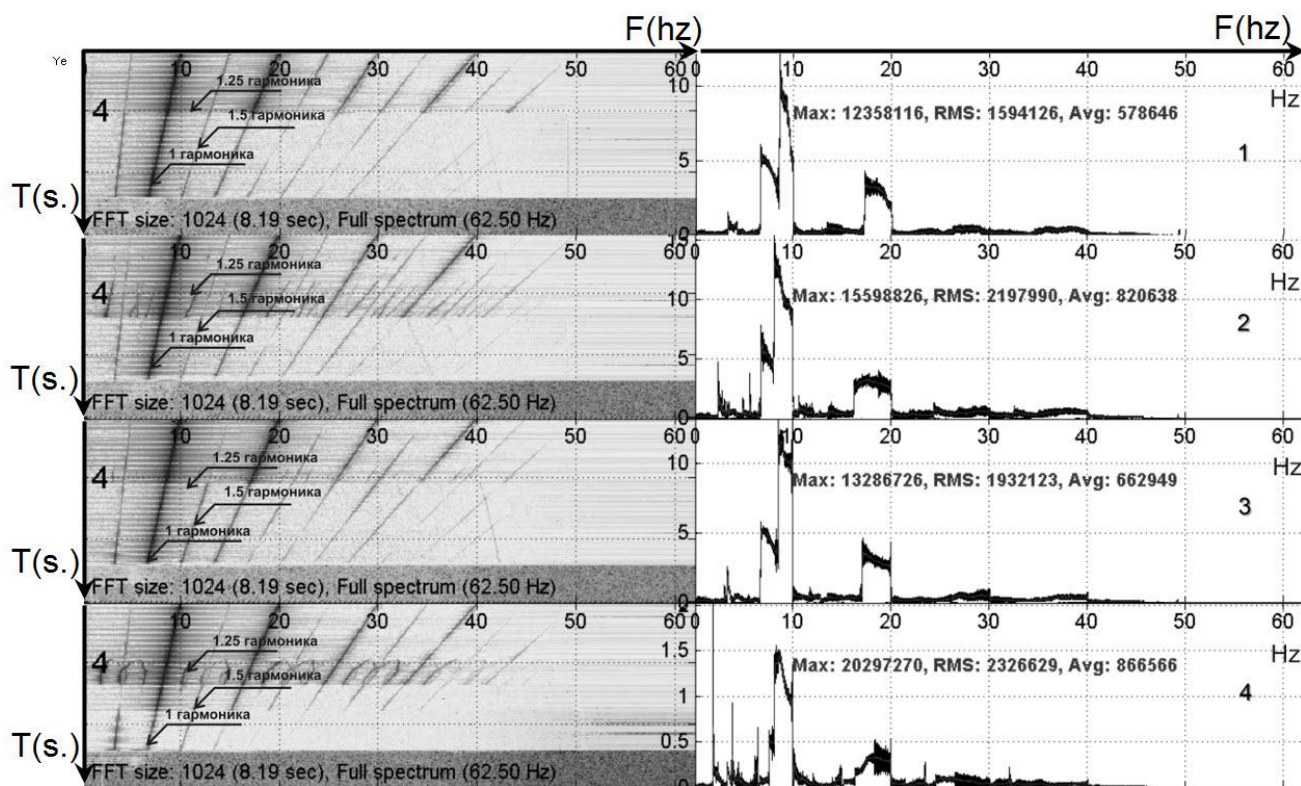 F(hz) F(hz)
Ye 10 20 30 40 50 60 0 10 20 30 40 50 60
1.25 гармоника
4
1.5 гармоника
1 гармоника
T(s.)
FFT size: 1024 (8.19 sec), Full spectrum (62.50 Hz)
10
5
0
Max: 12358116, RMS: 1594126, Avg: 578646
Hz
1
10 20 30 40 50 60 0 10 20 30 40 50 60
1.25 гармоника
4
1.5 гармоника
1 гармоника
T(s.)
FFT size: 1024 (8.19 sec), Full spectrum (62.50 Hz)
10
5
0
Max: 15598826, RMS: 2197990, Avg: 820638
Hz
2
10 20 30 40 50 60 0 10 20 30 40 50 60
1.25 гармоника
4
1.5 гармоника
1 гармоника
T(s.)
FFT size: 1024 (8.19 sec), Full spectrum (62.50 Hz)
10
5
0
Max: 13286726, RMS: 1932123, Avg: 662949
Hz
3
10 20 30 40 50 60 0 10 20 30 40 50 60
1.25 гармоника
4
1.5 гармоника
1 гармоника
T(s.)
FFT size: 1024 (8.19 sec), Full spectrum (62.50 Hz)
2
1.5
1
0.5
0
Max: 20297270, RMS: 2326629, Avg: 866566
Hz
4